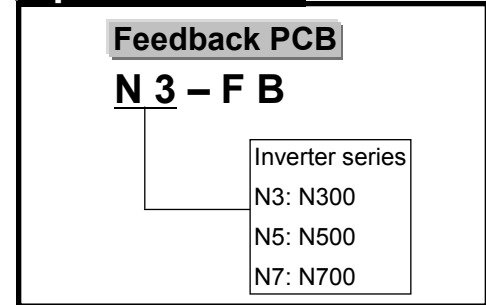 Feedback PCB
N 3 – F B
Inverter series
N3: N300
N5: N500
N7: N700